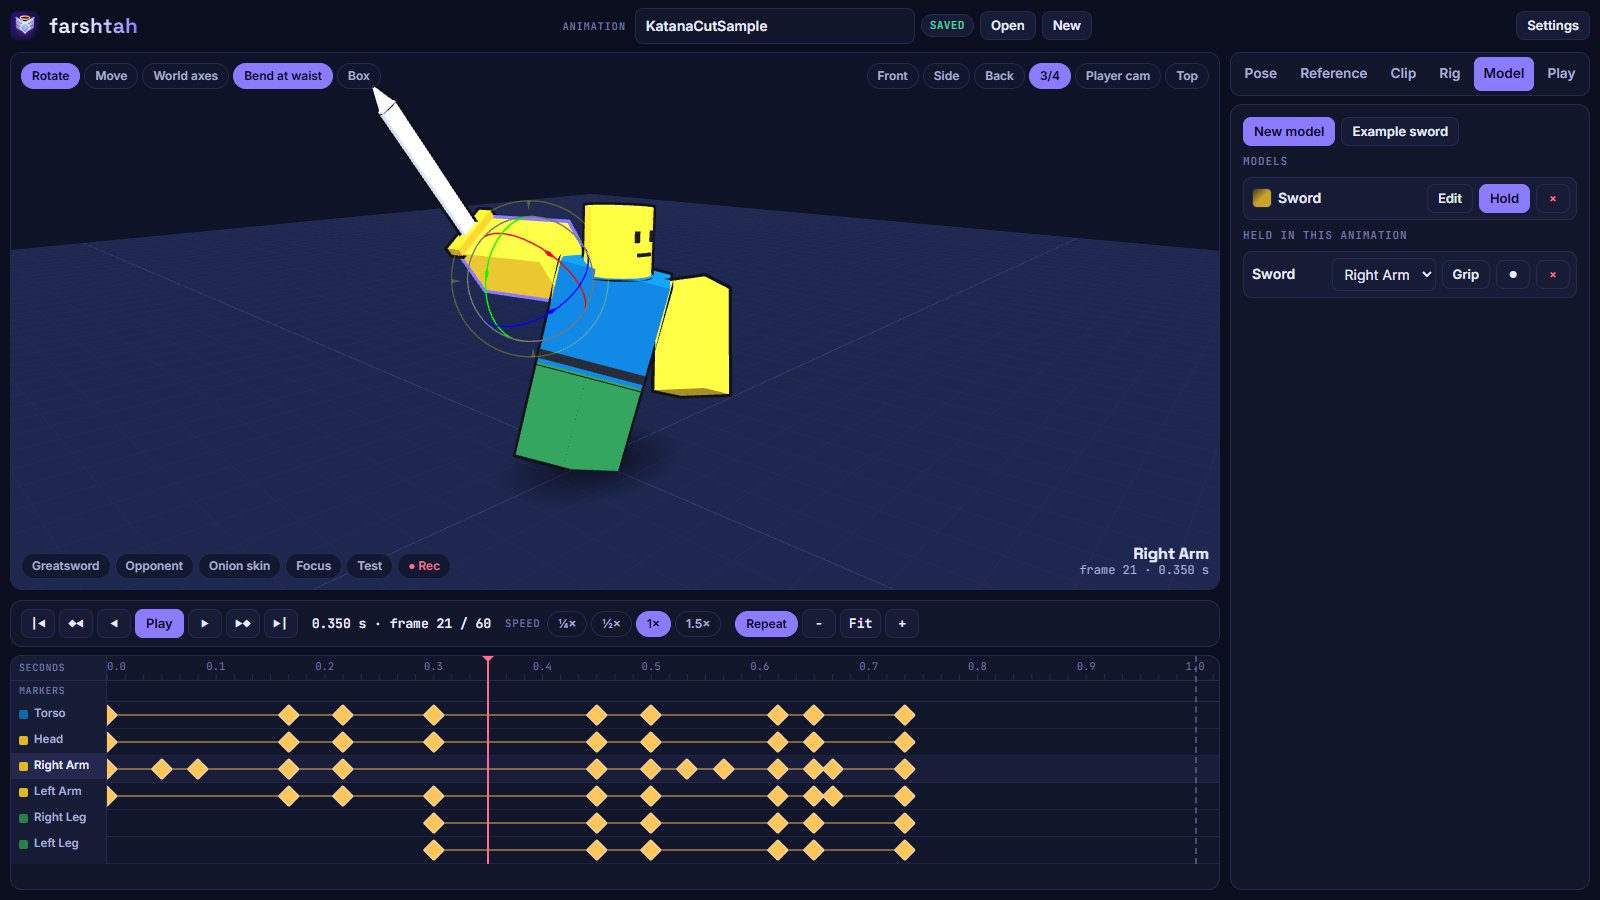 farshtah
ANIMATION KatanaCutSample SAVED Open New Settings
Rotate Move World axes Bend at waist Box Front Side Back 3/4 Player cam Top
Pose Reference Clip Rig Model Play
New model Example sword
MODELS
Sword Edit Hold ×
HELD IN THIS ANIMATION
Sword Right Arm Grip ● ×
Right Arm
frame 21 · 0.350 s
Greatsword Opponent Onion skin Focus Test ● Rec
Play 0.350 s · frame 21 / 60 SPEED ¼× ½× 1× 1.5× Repeat - Fit +
SECONDS 0.0 0.1 0.2 0.3 0.4 0.5 0.6 0.7 0.8 0.9 1.0
MARKERS
Torso
Head
Right Arm
Left Arm
Right Leg
Left Leg